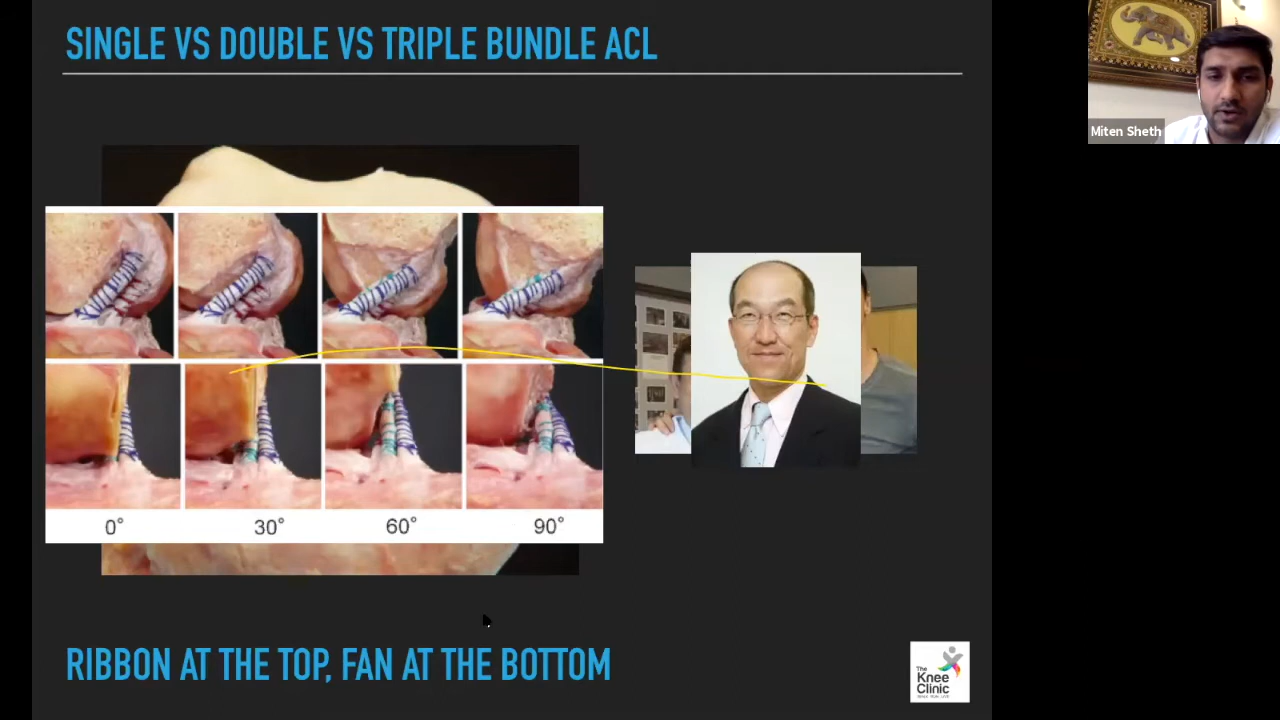 SINGLE VS DOUBLE VS TRIPLE BUNDLE ACL
Miten Sheth
0° 30° 60° 90°
RIBBON AT THE TOP, FAN AT THE BOTTOM
The
Knee
Clinic